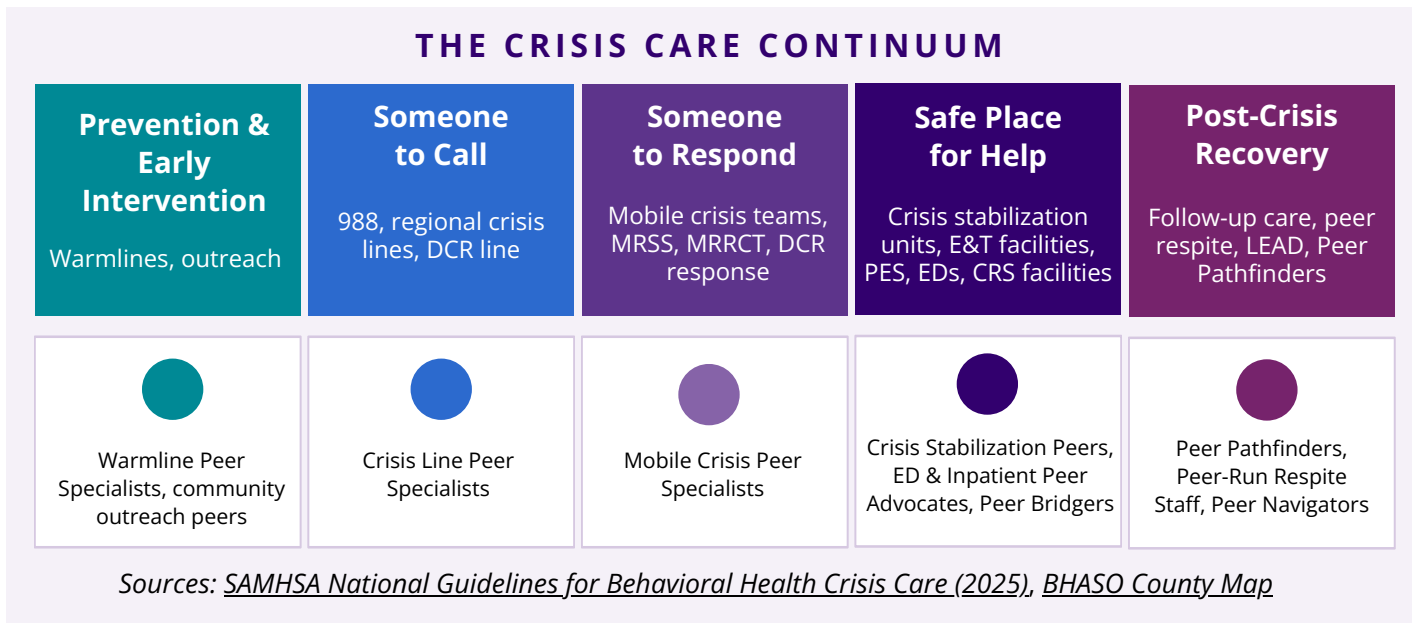 THE CRISIS CARE CONTINUUM
Prevention &
Early
Intervention
Warmlines, outreach
Someone
to Call
988, regional crisis
lines, DCR line
Someone
to Respond
Mobile crisis teams,
MRSS, MRRCT, DCR
response
Safe Place
for Help
Crisis stabilization
units, E&T facilities,
PES, EDs, CRS facilities
Post-Crisis
Recovery
Follow-up care, peer
respite, LEAD, Peer
Pathfinders
Warmline Peer
Specialists, community
outreach peers
Crisis Line Peer
Specialists
Mobile Crisis Peer
Specialists
Crisis Stabilization Peers,
ED & Inpatient Peer
Advocates, Peer Bridgers
Peer Pathfinders,
Peer-Run Respite
Staff, Peer Navigators
Sources: SAMHSA National Guidelines for Behavioral Health Crisis Care (2025), BHASO County Map